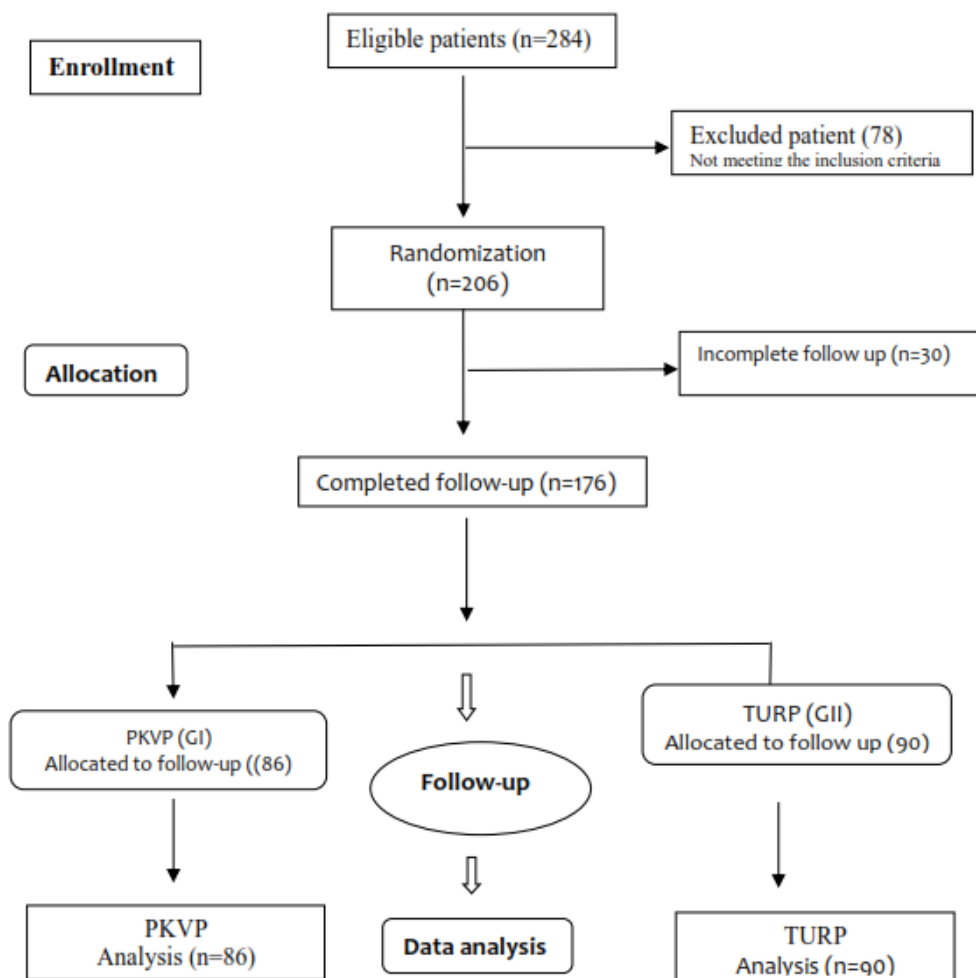 Eligible patients (n=284)
Enrollment
Excluded patient (78)
Not meeting the inclusion criteria
Randomization
(n=206)
Incomplete follow up (n=30)
Allocation
Completed follow-up (n=176)
PKVP (GI)
Allocated to follow-up ((86)
TURP (GII)
Allocated to follow up (90)
Follow-up
PKVP
Analysis (n=86)
Data analysis
TURP
Analysis (n=90)